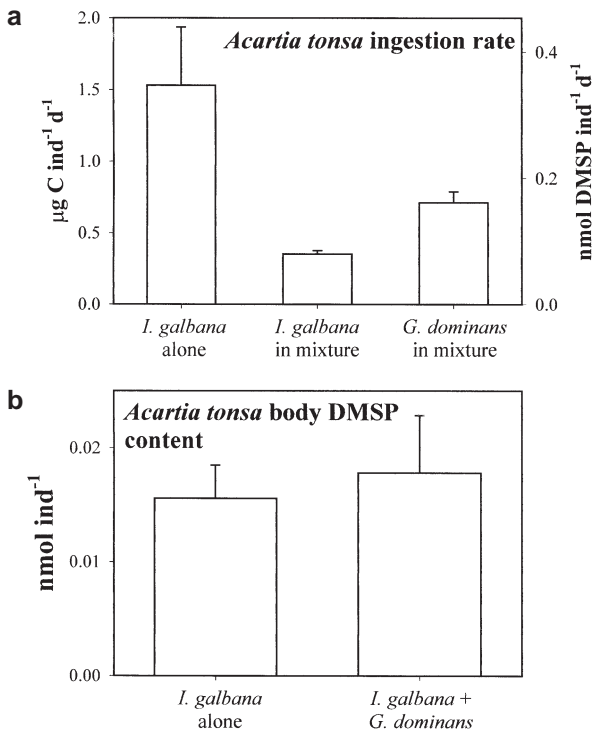 a
Acartia tonsa ingestion rate
2.0
1.5
1.0
0.5
0.0
µg C ind⁻¹ d⁻¹
0.4
0.2
0.0
nmol DMSP ind⁻¹ d⁻¹
I. galbana
alone
I. galbana
in mixture
G. dominans
in mixture
b
Acartia tonsa body DMSP
content
0.02
0.01
0.00
nmol ind⁻¹
I. galbana
alone
I. galbana +
G. dominans